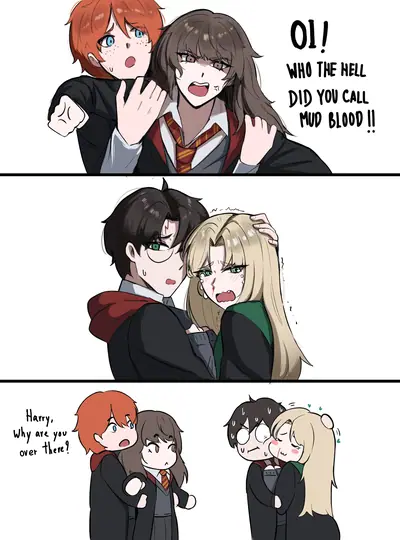 OI!
WHO THE HELL
DID YOU CALL
MUD BLOOD!!
Harry,
Why are you
over there?